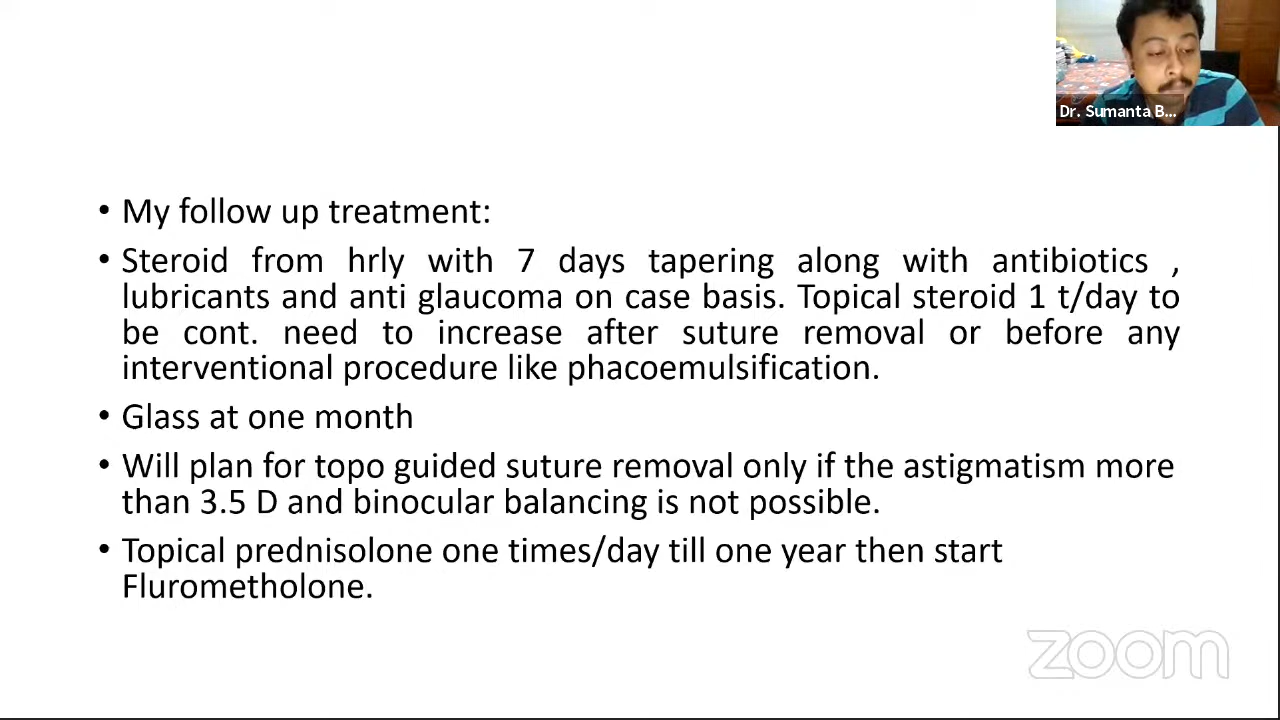 Dr. Sumanta B...
• My follow up treatment:
• Steroid from hrly with 7 days tapering along with antibiotics ,
lubricants and anti glaucoma on case basis. Topical steroid 1 t/day to
be cont. need to increase after suture removal or before any
interventional procedure like phacoemulsification.
• Glass at one month
• Will plan for topo guided suture removal only if the astigmatism more
than 3.5 D and binocular balancing is not possible.
• Topical prednisolone one times/day till one year then start
Flurometholone.
zoom